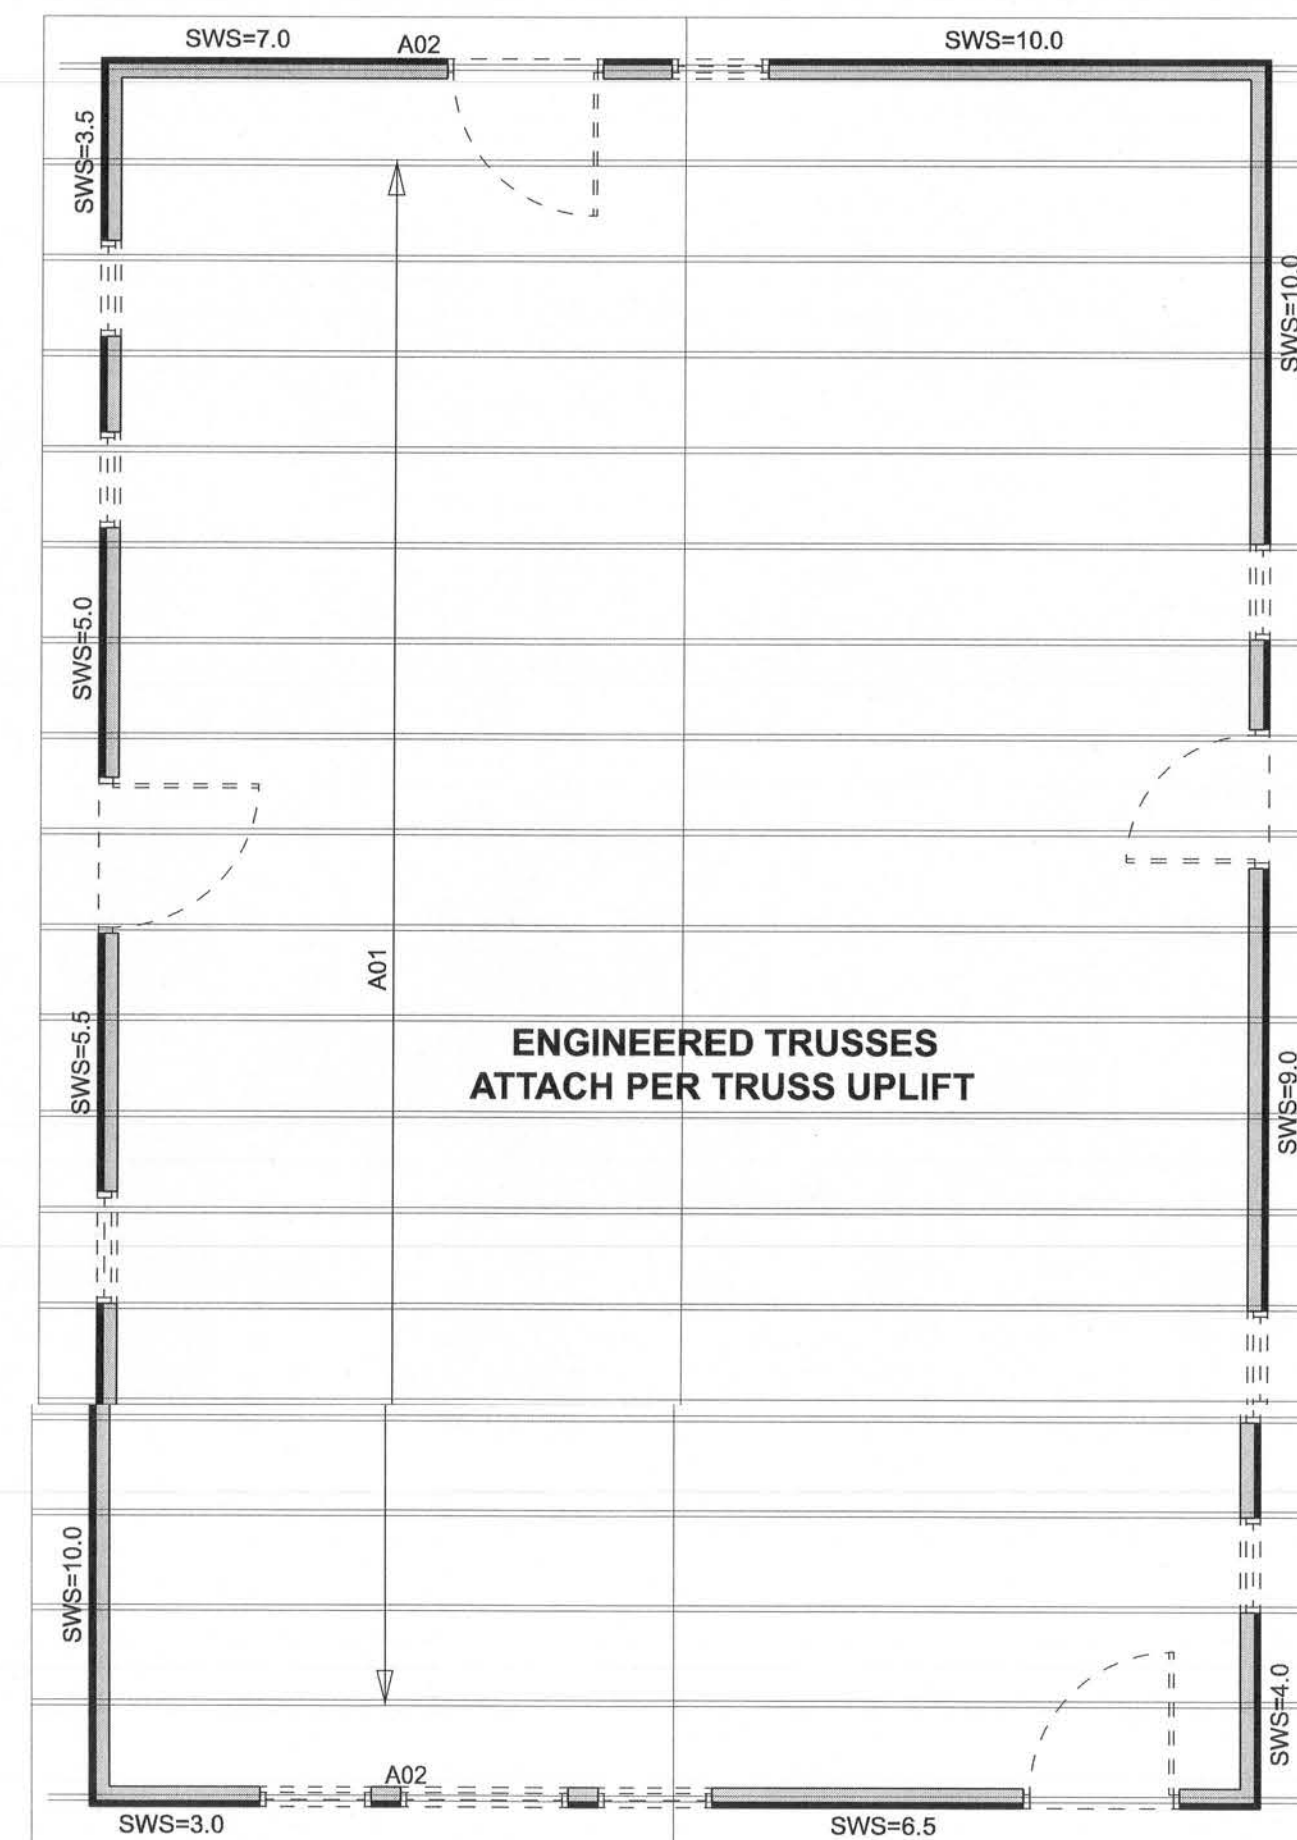 SWS=7.0
A02
SWS=10.0
SWS=3.5
SWS=10.0
SWS=5.0
A01
SWS=5.5
ENGINEERED TRUSSES
ATTACH PER TRUSS UPLIFT
SWS=9.0
SWS=10.0
SWS=4.0
A02
SWS=3.0
SWS=6.5